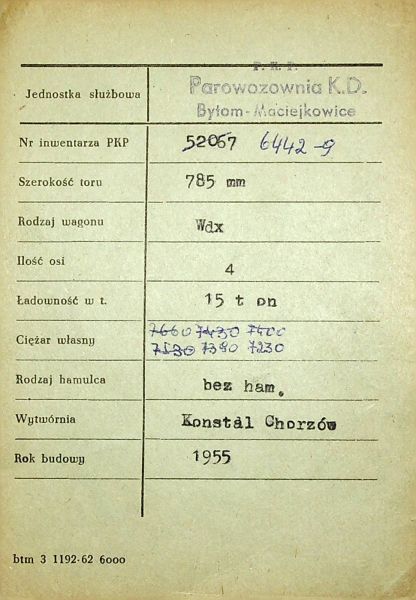 P.K.P.
Jednostka służbowa Parowozownia K.D.
Bytom-Maciejkowice
Nr inwentarza PKP 52067 6442-9
Szerokość toru 785 mm
Rodzaj wagonu Wdx
Ilość osi 4
Ładowność w t. 15 t on
Ciężar własny 7660 7430 7400
7530 7390 7230
Rodzaj hamulca bez ham.
Wytwórnia Konstal Chorzów
Rok budowy 1955
btm 3 1192-62 6000